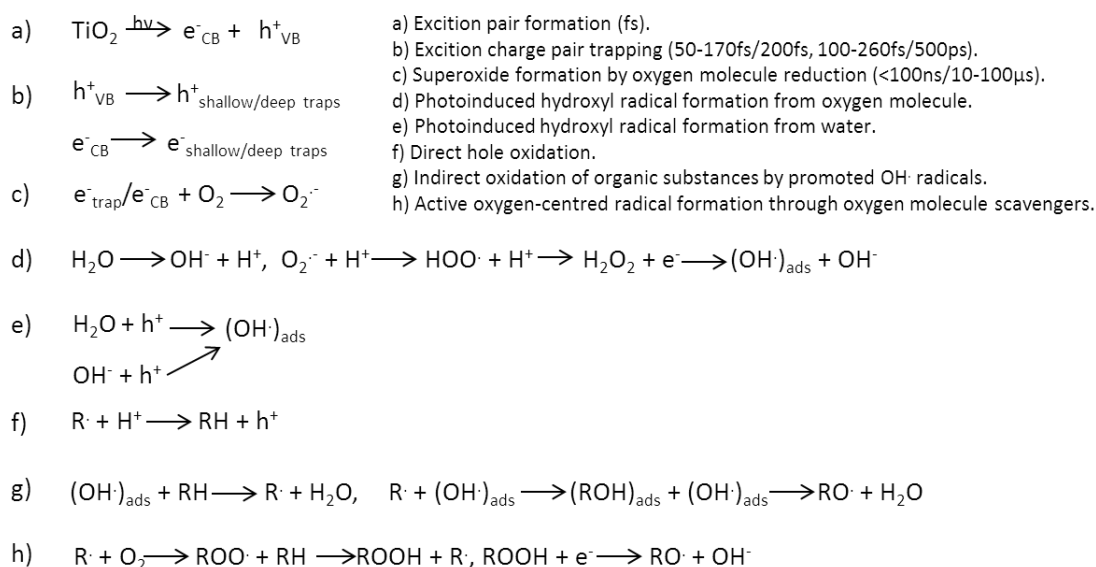 a) TiO₂ hν→ e⁻CB + h⁺VB
b) h⁺VB → h⁺shallow/deep traps
e⁻CB → e⁻shallow/deep traps
c) e⁻trap/e⁻CB + O₂ → O₂·⁻
a) Excition pair formation (fs).
b) Excition charge pair trapping (50-170fs/200fs, 100-260fs/500ps).
c) Superoxide formation by oxygen molecule reduction (<100ns/10-100μs).
d) Photoinduced hydroxyl radical formation from oxygen molecule.
e) Photoinduced hydroxyl radical formation from water.
f) Direct hole oxidation.
g) Indirect oxidation of organic substances by promoted OH· radicals.
h) Active oxygen-centred radical formation through oxygen molecule scavengers.
d) H₂O → OH⁻ + H⁺, O₂·⁻ + H⁺ → HOO· + H⁺ → H₂O₂ + e⁻ → (OH·)ads + OH⁻
e) H₂O + h⁺ → (OH·)ads
OH⁻ + h⁺
f) R· + H⁺ → RH + h⁺
g) (OH·)ads + RH → R· + H₂O, R· + (OH·)ads → (ROH)ads + (OH·)ads → RO· + H₂O
h) R· + O₂ → ROO· + RH → ROOH + R·, ROOH + e⁻ → RO· + OH⁻